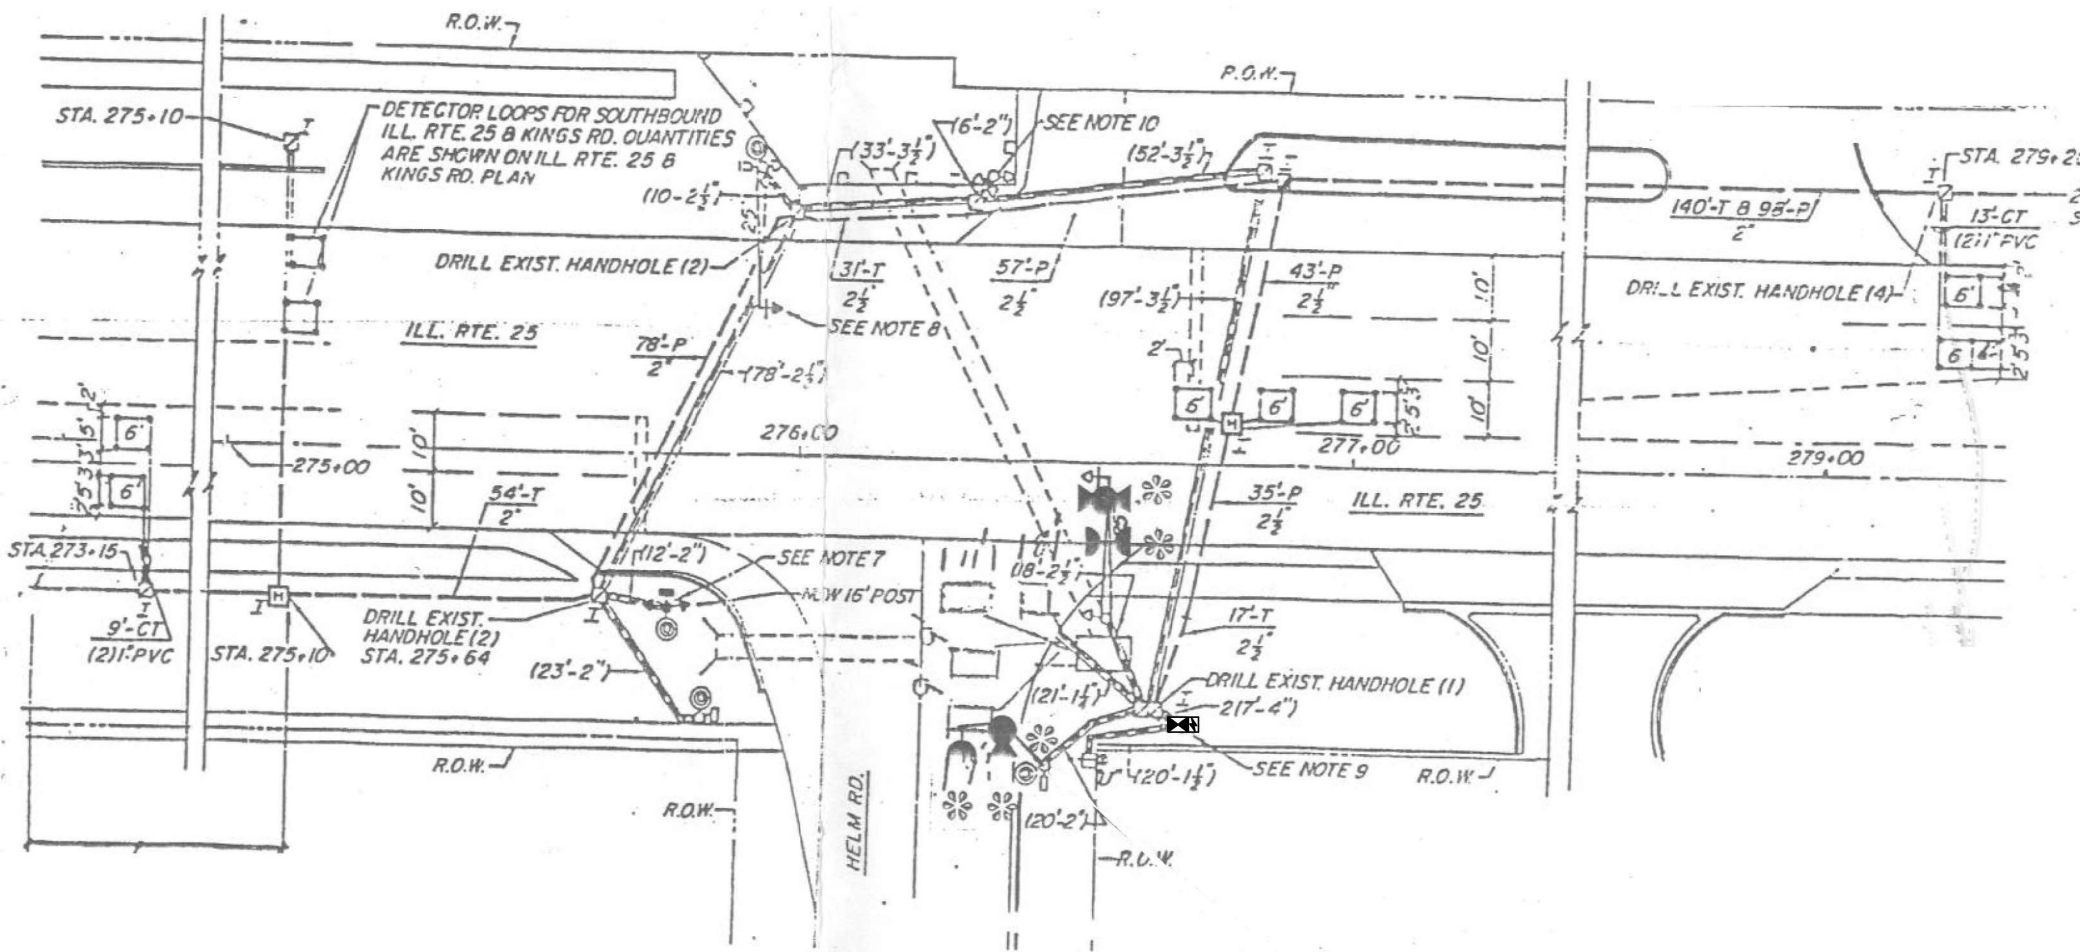 R.O.W.
R.O.W.
STA. 275+10
DETECTOR LOOPS FOR SOUTHBOUND
ILL. RTE. 25 & KINGS RD. QUANTITIES
ARE SHOWN ON ILL. RTE. 25 &
KINGS RD. PLAN
(6'-2")
SEE NOTE 10
(33'-3½")
(52'-3½")
STA. 279+25
(10-2½")
25
140'-T & 98'-P
2"
13'-CT
(2)1" PVC
DRILL EXIST. HANDHOLE (2)
31'-T
2½"
57'-P
2½"
43'-P
2½"
(97'-3½")
10'
DRILL EXIST. HANDHOLE (4)
6'
ILL. RTE. 25
SEE NOTE 8
78'-P
2"
(78'-2½")
2'
10'
6
6'
6'
6'
10'
2' 5' 3'
6'
276+00
277+00
279+00
275+00
10'
10'
6'
54'-T
2"
35'-P
2½"
ILL. RTE. 25
STA. 273+15
(12'-2")
SEE NOTE 7
(18-2½")
N.W 16' POST
9'-CT
(2)1" PVC
STA. 275+10
DRILL EXIST.
HANDHOLE (2)
STA. 275+64
17'-T
2½"
(23'-2")
DRILL EXIST. HANDHOLE (1)
(21'-1½")
2(17'-4")
R.O.W.
SEE NOTE 9
R.O.W.
(20'-1½")
R.O.W.
(20'-2")
HELM RD.
R.O.W.